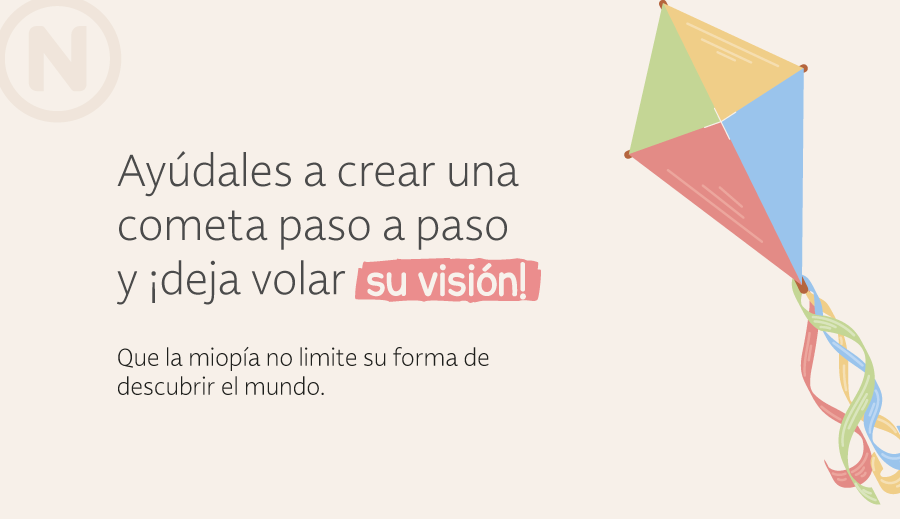 N
Ayúdales a crear una
cometa paso a paso
y ¡deja volar su visión!
Que la miopía no limite su forma de
descubrir el mundo.